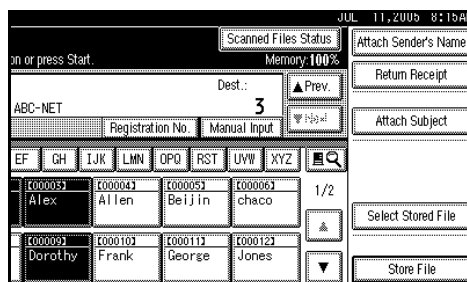 JUL 11,2005 8:15A
Scanned Files Status
Attach Sender's Name
on or press Start.
Memory:100%
Return Receipt
Dest.:
▲Prev.
ABC-NET
3
▼Next
Attach Subject
Registration No.
Manual Input
EF GH IJK LMN OPQ RST UVW XYZ
[00003] [00004] [00005] [00006]
Alex Allen Beijin chaco
1/2
Select Stored File
[00009] [00010] [00011] [00012]
Dorothy Frank George Jones
▼
Store File